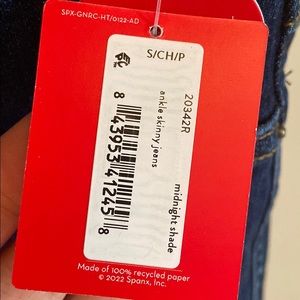 SPX-GNRC-HT/0123-AD
S/CH/P
20342R
ankle skinny jeans
midnight shade
8 43953 41245 8
Made of 100% recycled paper
© 2022 Spanx, Inc.